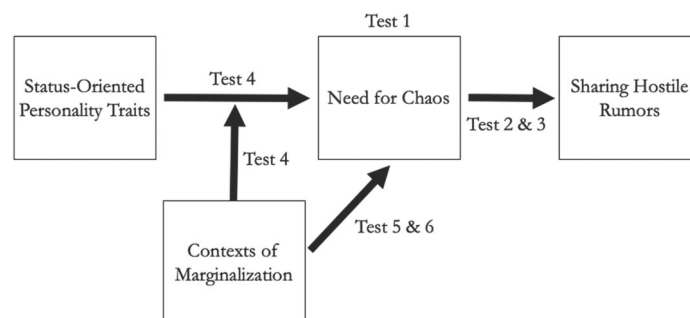 Test 1
Status-Oriented
Personality Traits
Test 4
Need for Chaos
Sharing Hostile
Rumors
Test 2 & 3
Test 4
Test 5 & 6
Contexts of
Marginalization